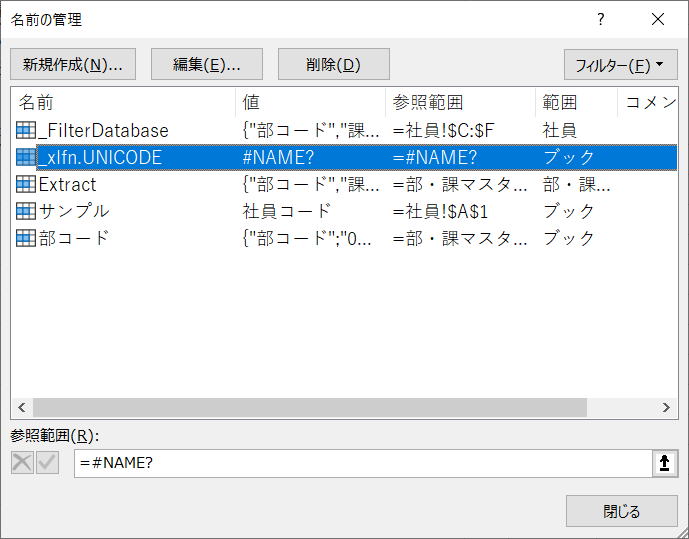 名前の管理
新規作成(N)... 編集(E)... 削除(D) フィルター(F)
名前 値 参照範囲 範囲 コメン
_FilterDatabase {"部コード","課... =社員!$C:$F 社員
_xlfn.UNICODE #NAME? =#NAME? ブック
Extract {"部コード","課... =部・課マスタ... 部・課...
サンプル 社員コード =社員!$A$1 ブック
部コード {"部コード";"0... =部・課マスタ... ブック
参照範囲(R):
=#NAME?
閉じる